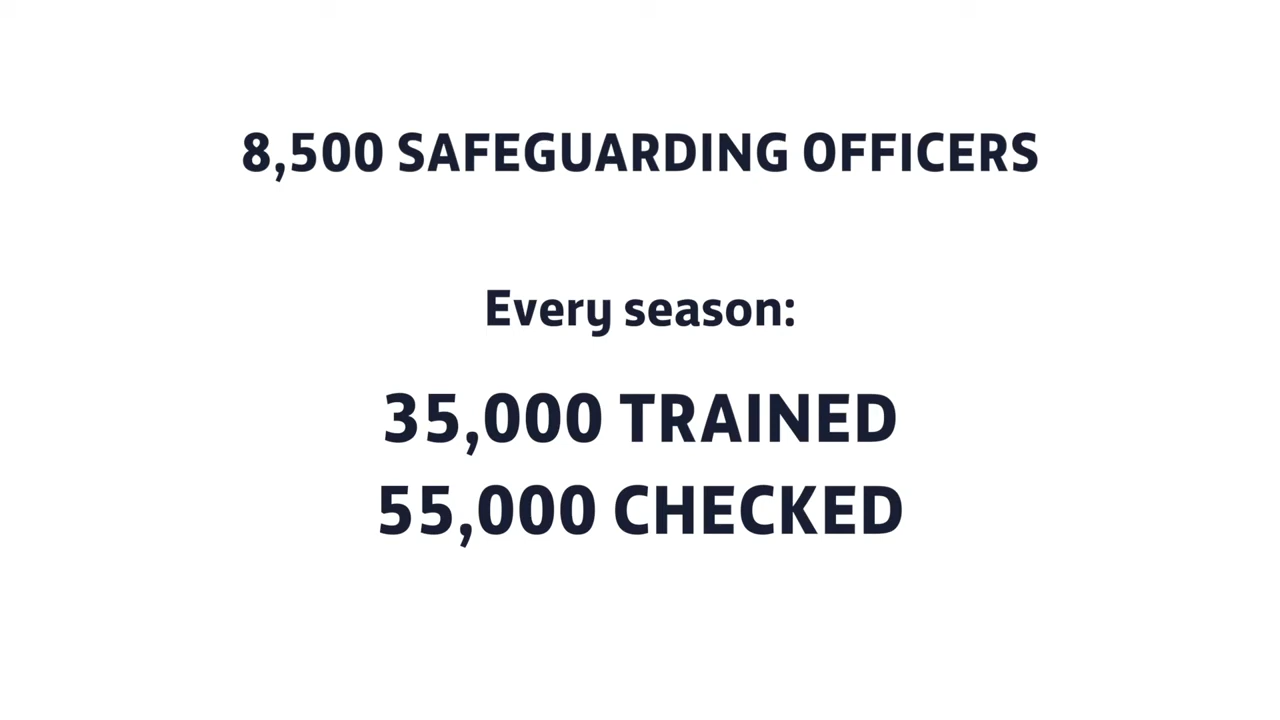 8,500 SAFEGUARDING OFFICERS
Every season:
35,000 TRAINED
55,000 CHECKED